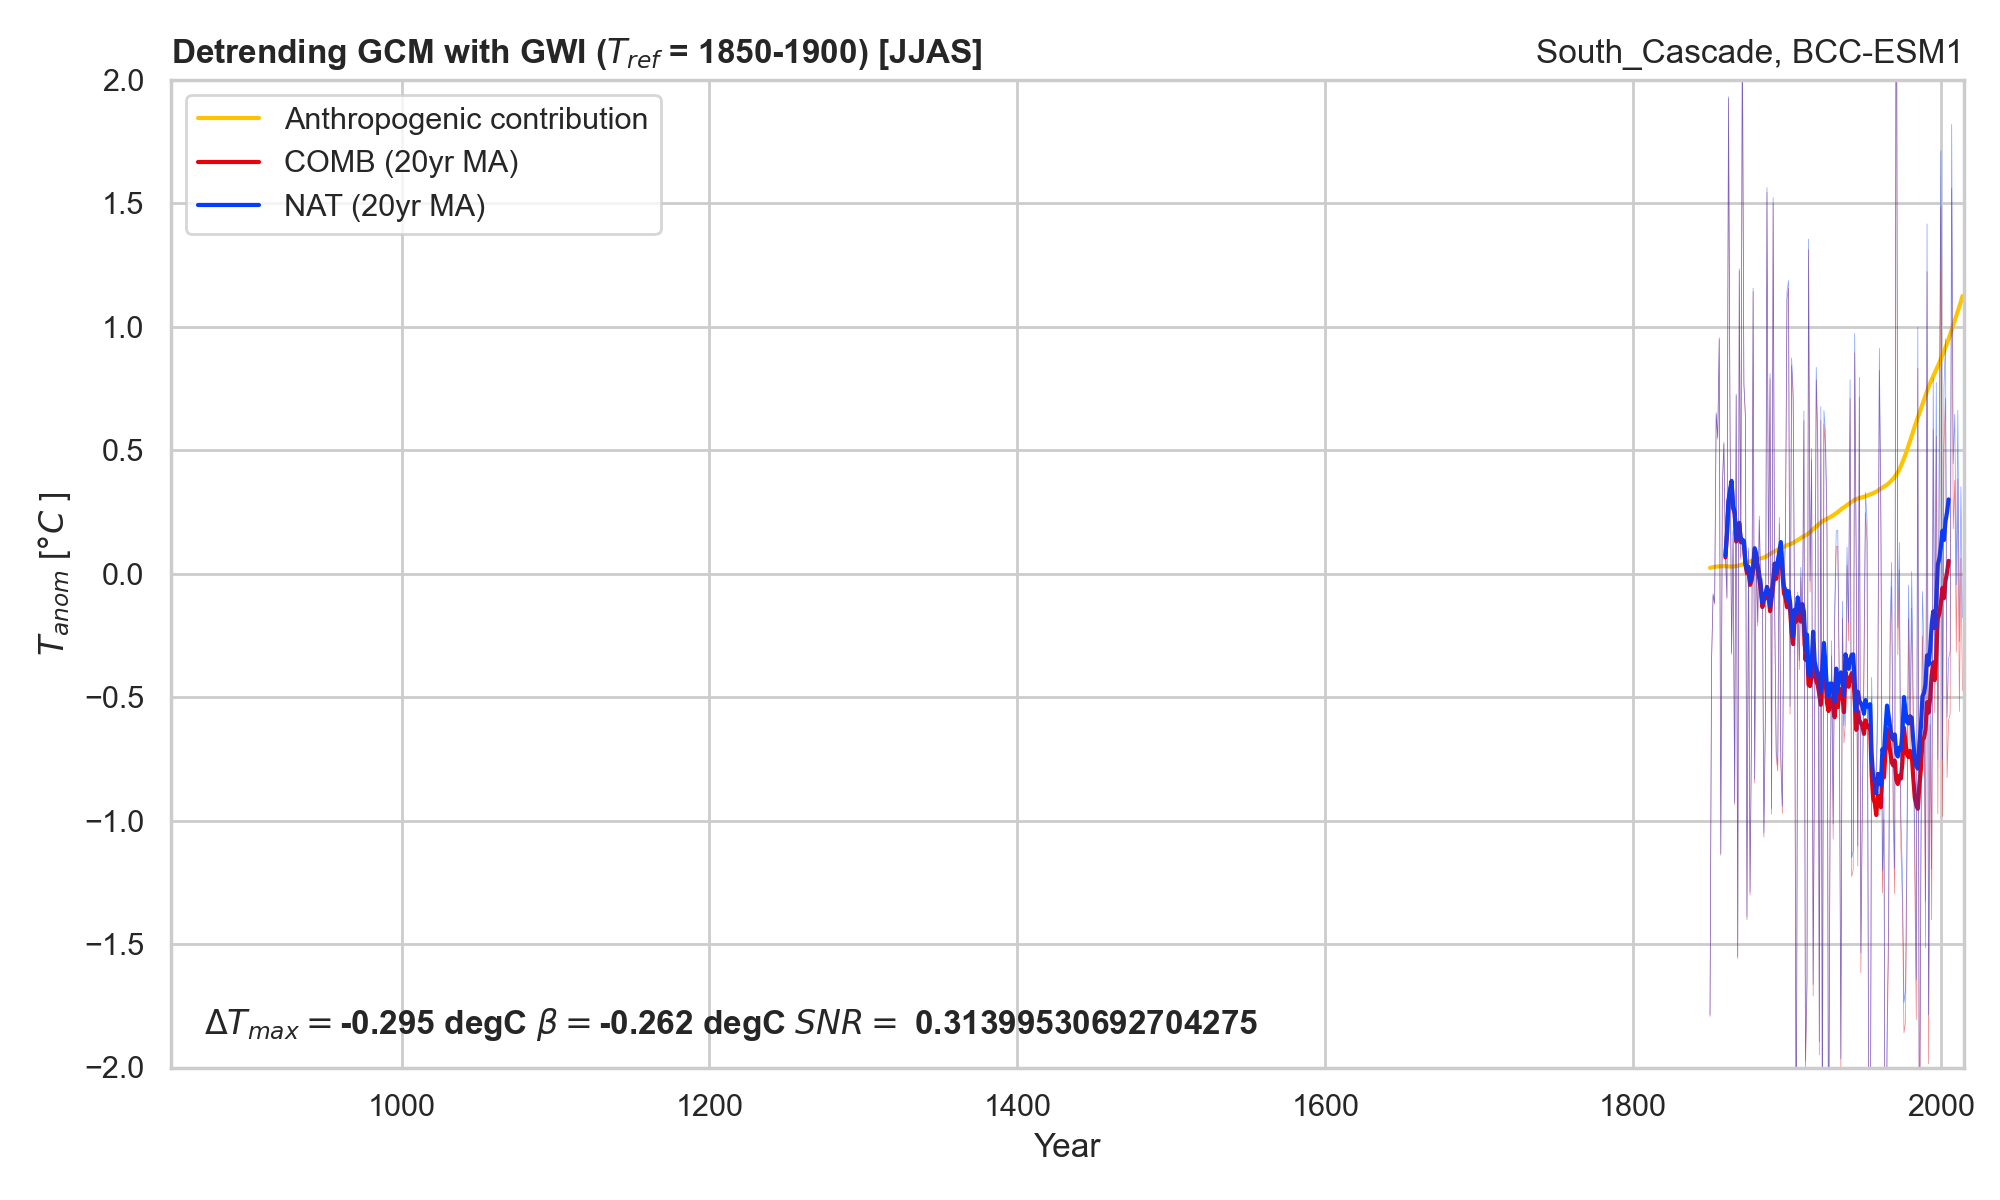 Detrending GCM with GWI (T_ref = 1850-1900) [JJAS]
South_Cascade, BCC-ESM1
Anthropogenic contribution
COMB (20yr MA)
NAT (20yr MA)
2.0
1.5
1.0
0.5
0.0
−0.5
−1.0
−1.5
−2.0
T_anom [°C ]
ΔT_max = -0.295 degC β = -0.262 degC SNR = 0.31399530692704275
1000
1200
1400
1600
1800
2000
Year